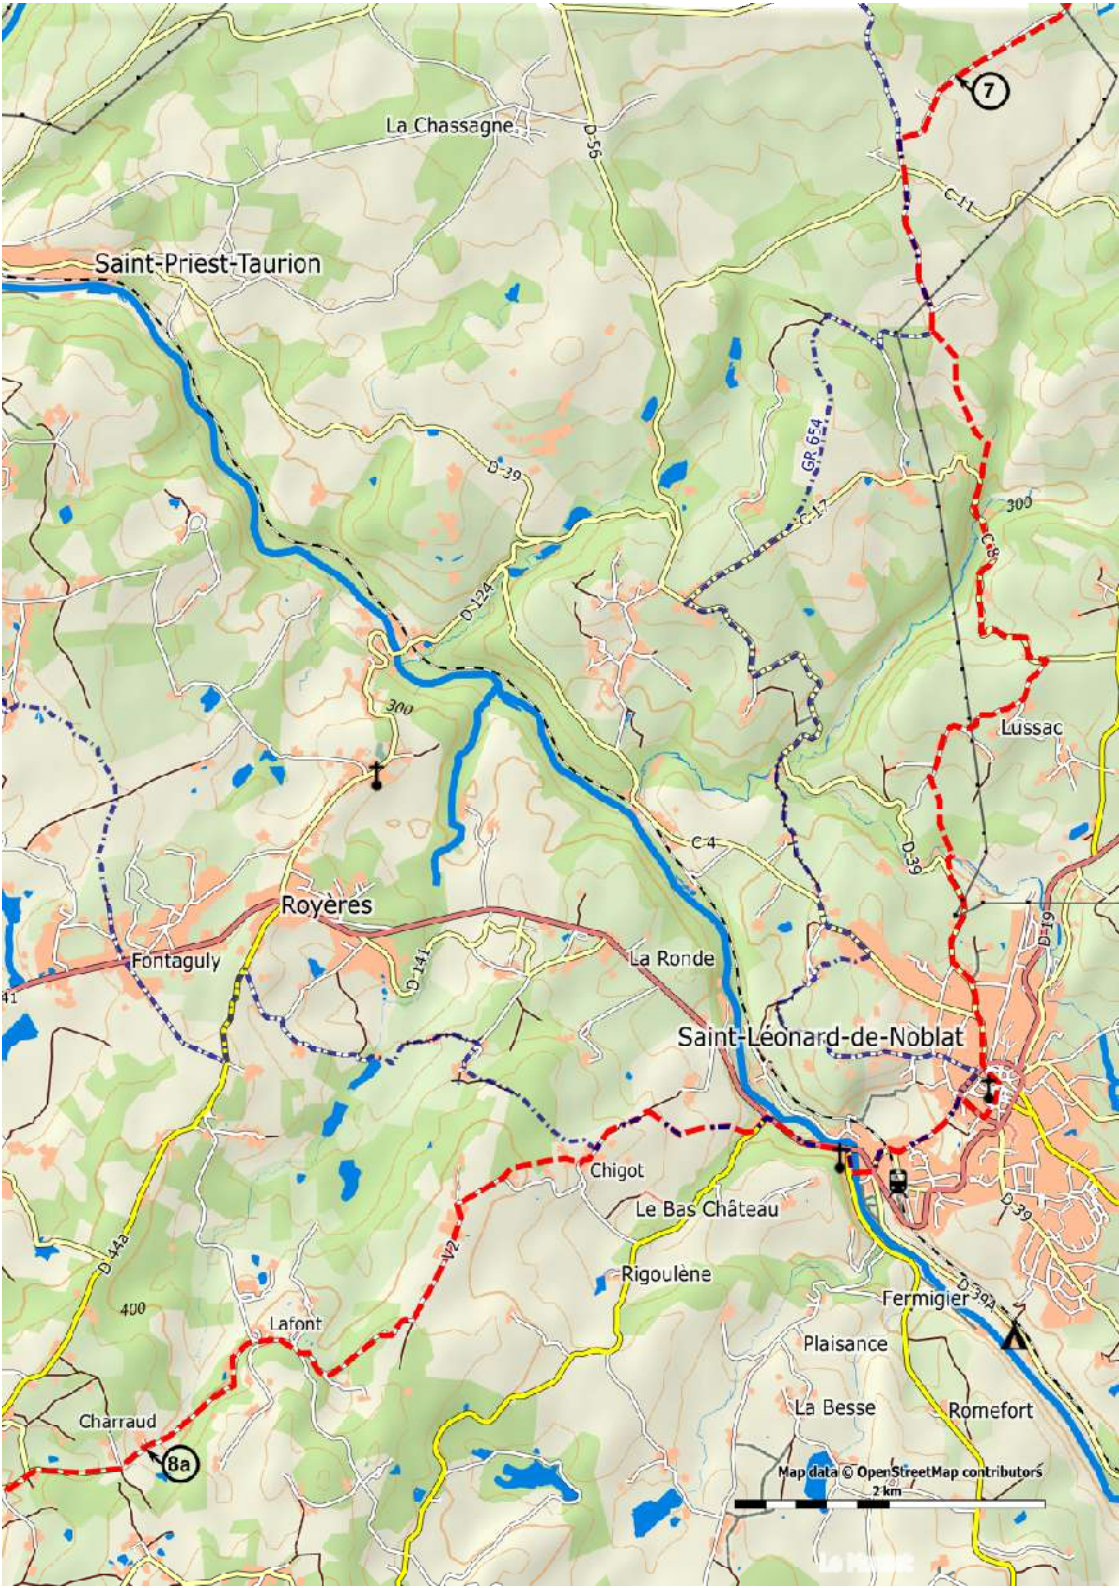 7
La Chassagne
D 56
C 11
Saint-Priest-Taurion
GR 654
D 39
C 17
300
C 8
D 124
300
Lussac
C 4
D 39
Royères
D 19
Fontaguly
La Ronde
D 141
41
Saint-Léonard-de-Noblat
Chigot
Le Bas Château
D 39
V2
D 44a
Rigoulène
D 39A
Fermigier
400
Lafont
Plaisance
La Besse
Romefort
Charraud
8a
Map data © OpenStreetMap contributors
2 km